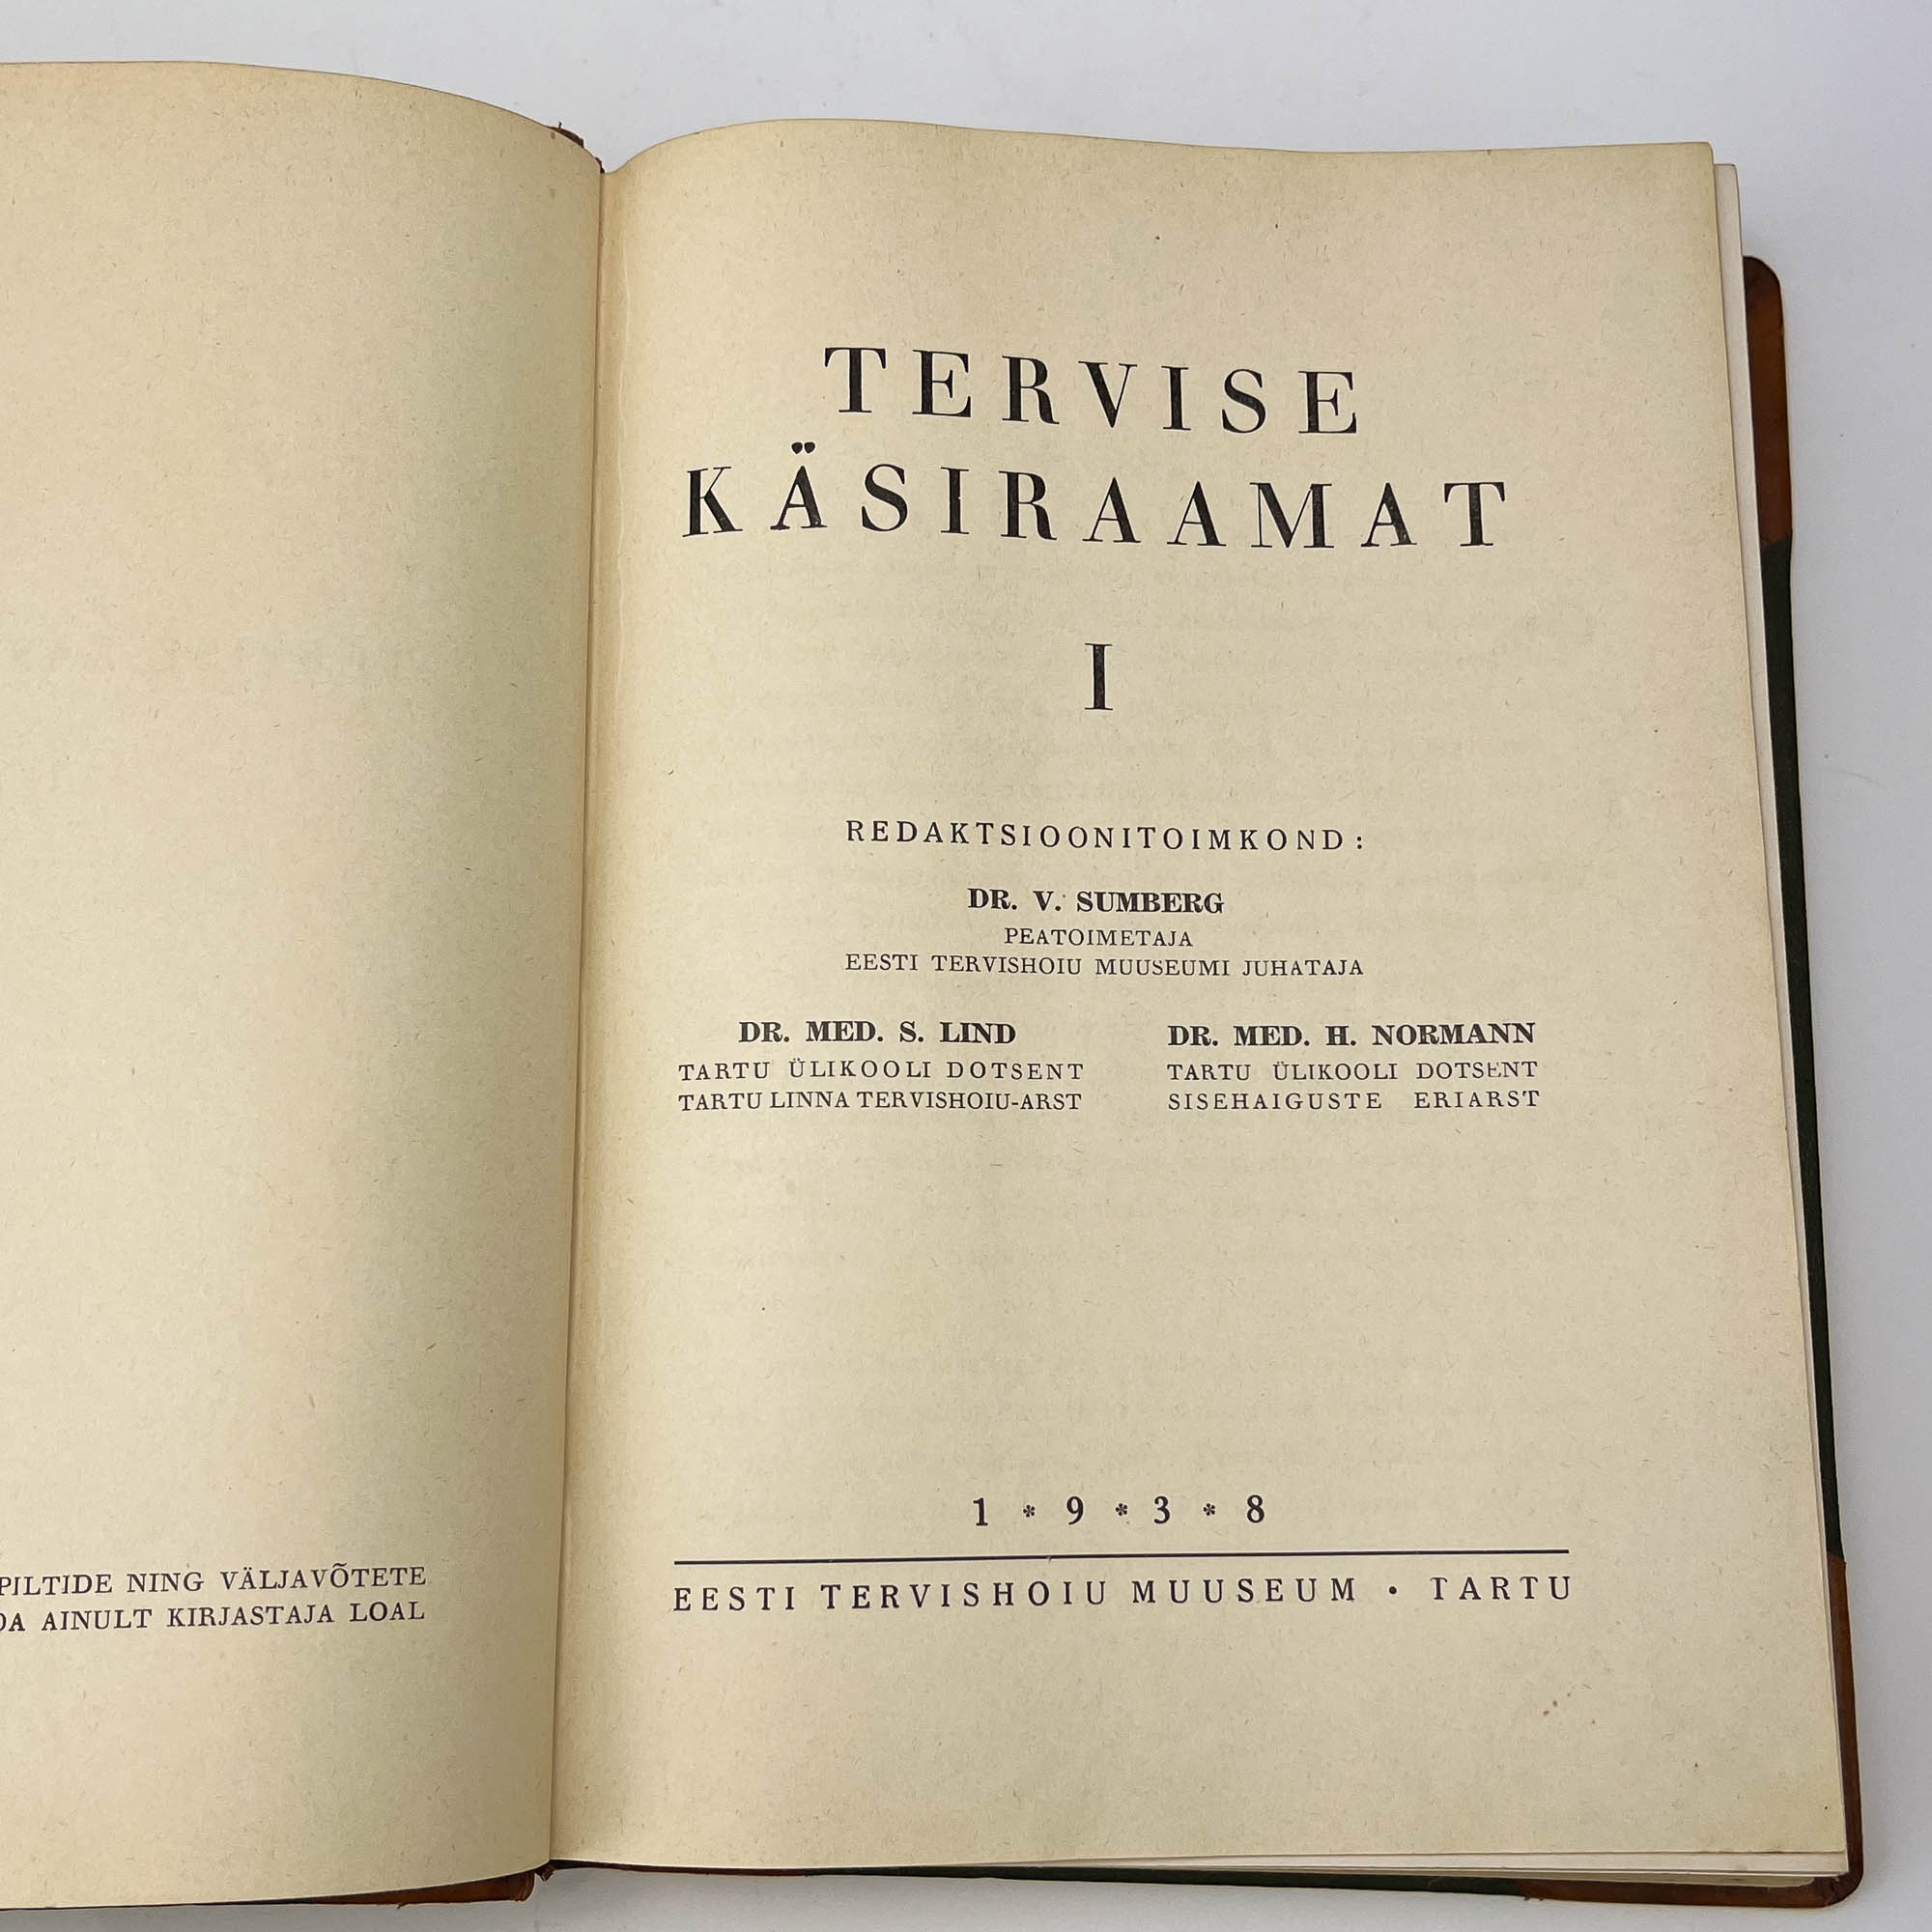 PILTIDE NING VÄLJAVÕTETE
AINULT KIRJASTAJA LOAL
TERVISE
KÄSIRAAMAT
I
REDAKTSIOONITOIMKOND:
DR. V. SUMBERG
PEATOIMETAJA
EESTI TERVISHOIU MUUSEUMI JUHATAJA
DR. MED. S. LIND
TARTU ÜLIKOOLI DOTSENT
TARTU LINNA TERVISHOIU-ARST
DR. MED. H. NORMANN
TARTU ÜLIKOOLI DOTSENT
SISEHAIGUSTE ERIARST
1 * 9 * 3 * 8
EESTI TERVISHOIU MUUSEUM • TARTU